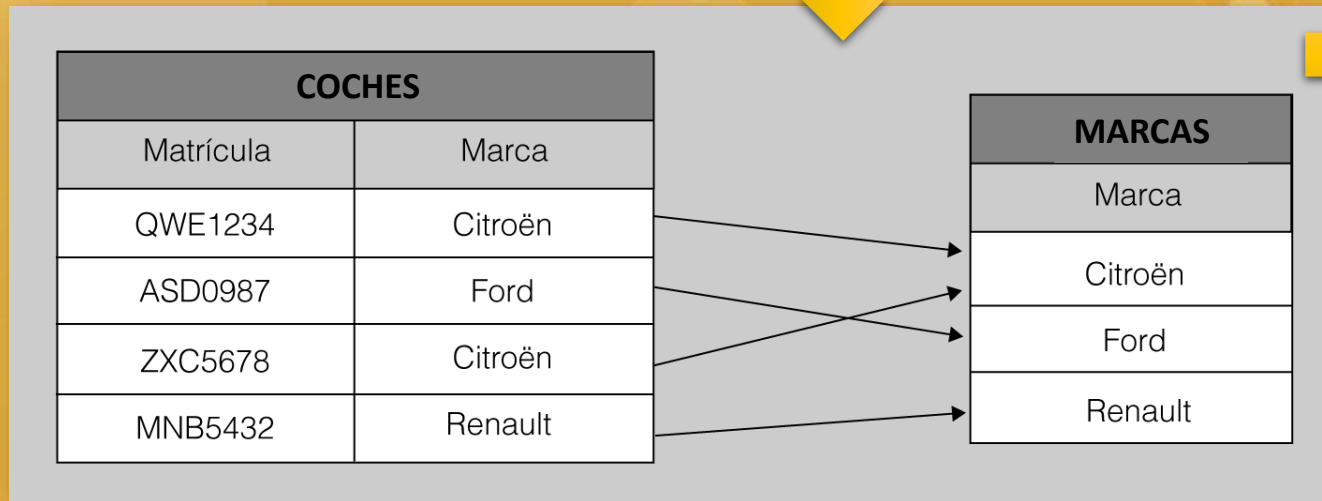 COCHES
Matrícula Marca
QWE1234 Citroën
ASD0987 Ford
ZXC5678 Citroën
MNB5432 Renault
MARCAS
Marca
Citroën
Ford
Renault